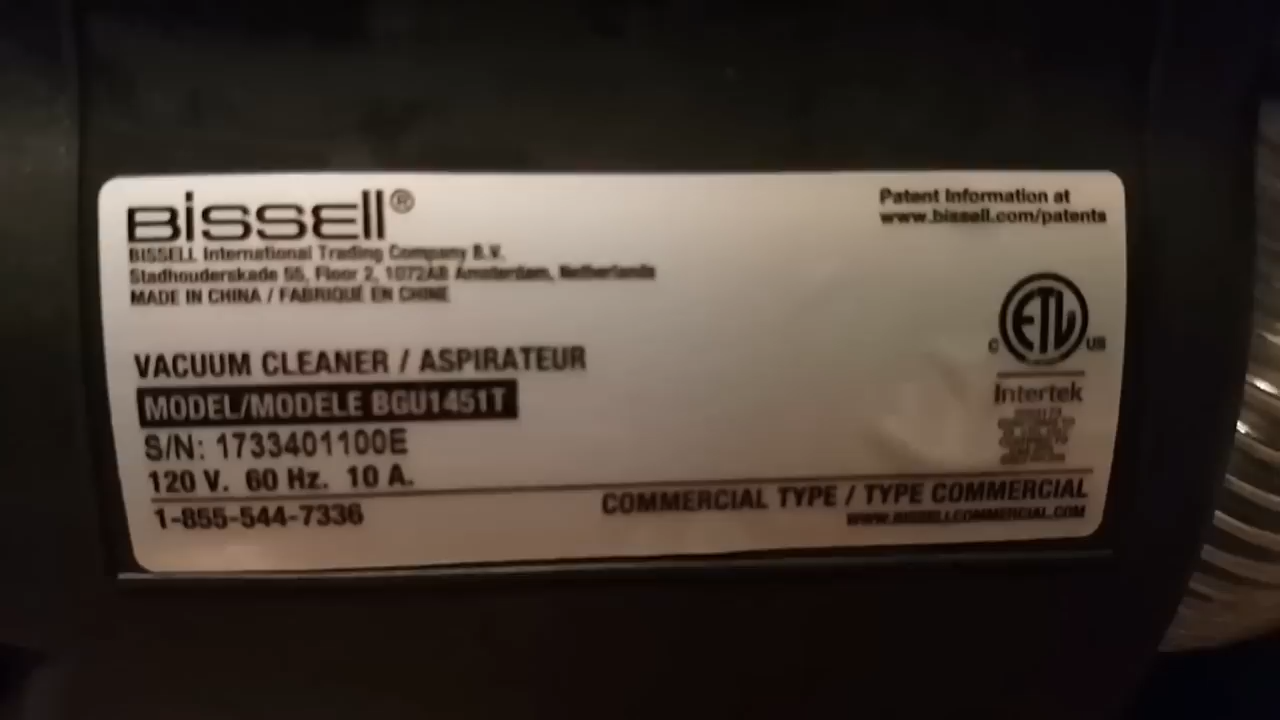 BISSELL®
BISSELL International Trading Company B.V.
Stadhouderskade 55, Floor 2, 1072AB Amsterdam, Netherlands
MADE IN CHINA / FABRIQUÉ EN CHINE
Patent Information at
www.bissell.com/patents
VACUUM CLEANER / ASPIRATEUR
MODEL/MODELE BGU1451T
S/N: 1733401100E
120 V. 60 Hz. 10 A.
1-855-544-7336
C ETL US
Intertek
COMMERCIAL TYPE / TYPE COMMERCIAL
WWW.BISSELLCOMMERCIAL.COM